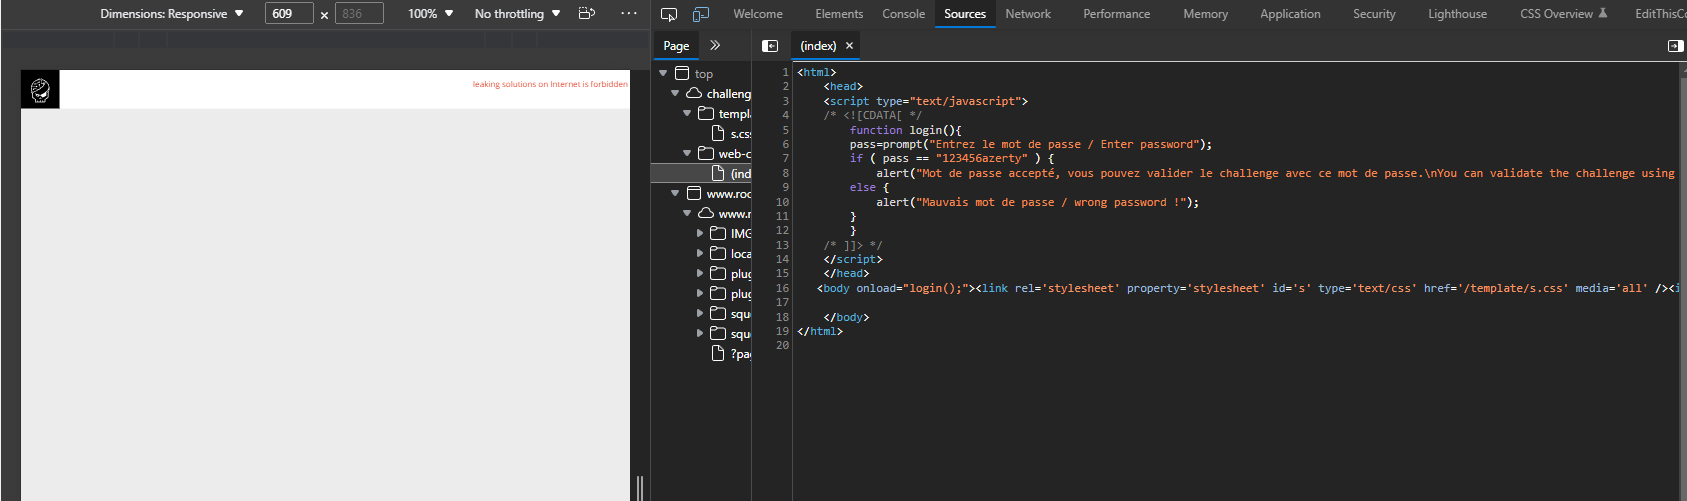 Dimensions: Responsive 609 × 836 100% No throttling
Welcome Elements Console Sources Network Performance Memory Application Security Lighthouse CSS Overview EditThisCo
Page (index) ×
leaking solutions on Internet is forbidden
top
challeng
templa
s.css
web-c
(ind
www.roo
www.r
IMG
loca
plug
plug
sque
sque
?pag
1 <html>
2 <head>
3 <script type="text/javascript">
4 /* <![CDATA[ */
5 function login(){
6 pass=prompt("Entrez le mot de passe / Enter password");
7 if ( pass == "123456azerty" ) {
8 alert("Mot de passe accepté, vous pouvez valider le challenge avec ce mot de passe.\nYou can validate the challenge using
9 else {
10 alert("Mauvais mot de passe / wrong password !");
11 }
12 }
13 /* ]]> */
14 </script>
15 </head>
16 <body onload="login();"><link rel='stylesheet' property='stylesheet' id='s' type='text/css' href='/template/s.css' media='all' /><i
17
18 </body>
19 </html>
20